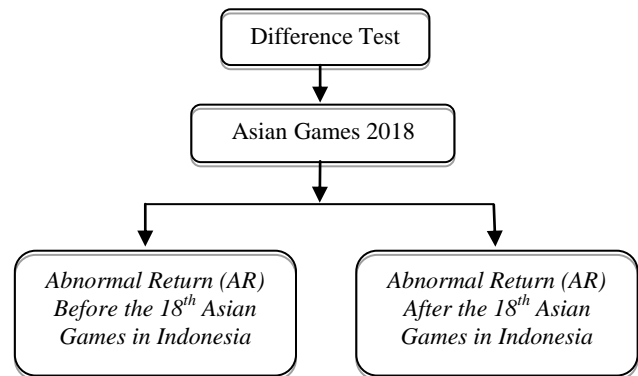 Difference Test
Asian Games 2018
Abnormal Return (AR)
Before the 18th Asian
Games in Indonesia
Abnormal Return (AR)
After the 18th Asian
Games in Indonesia